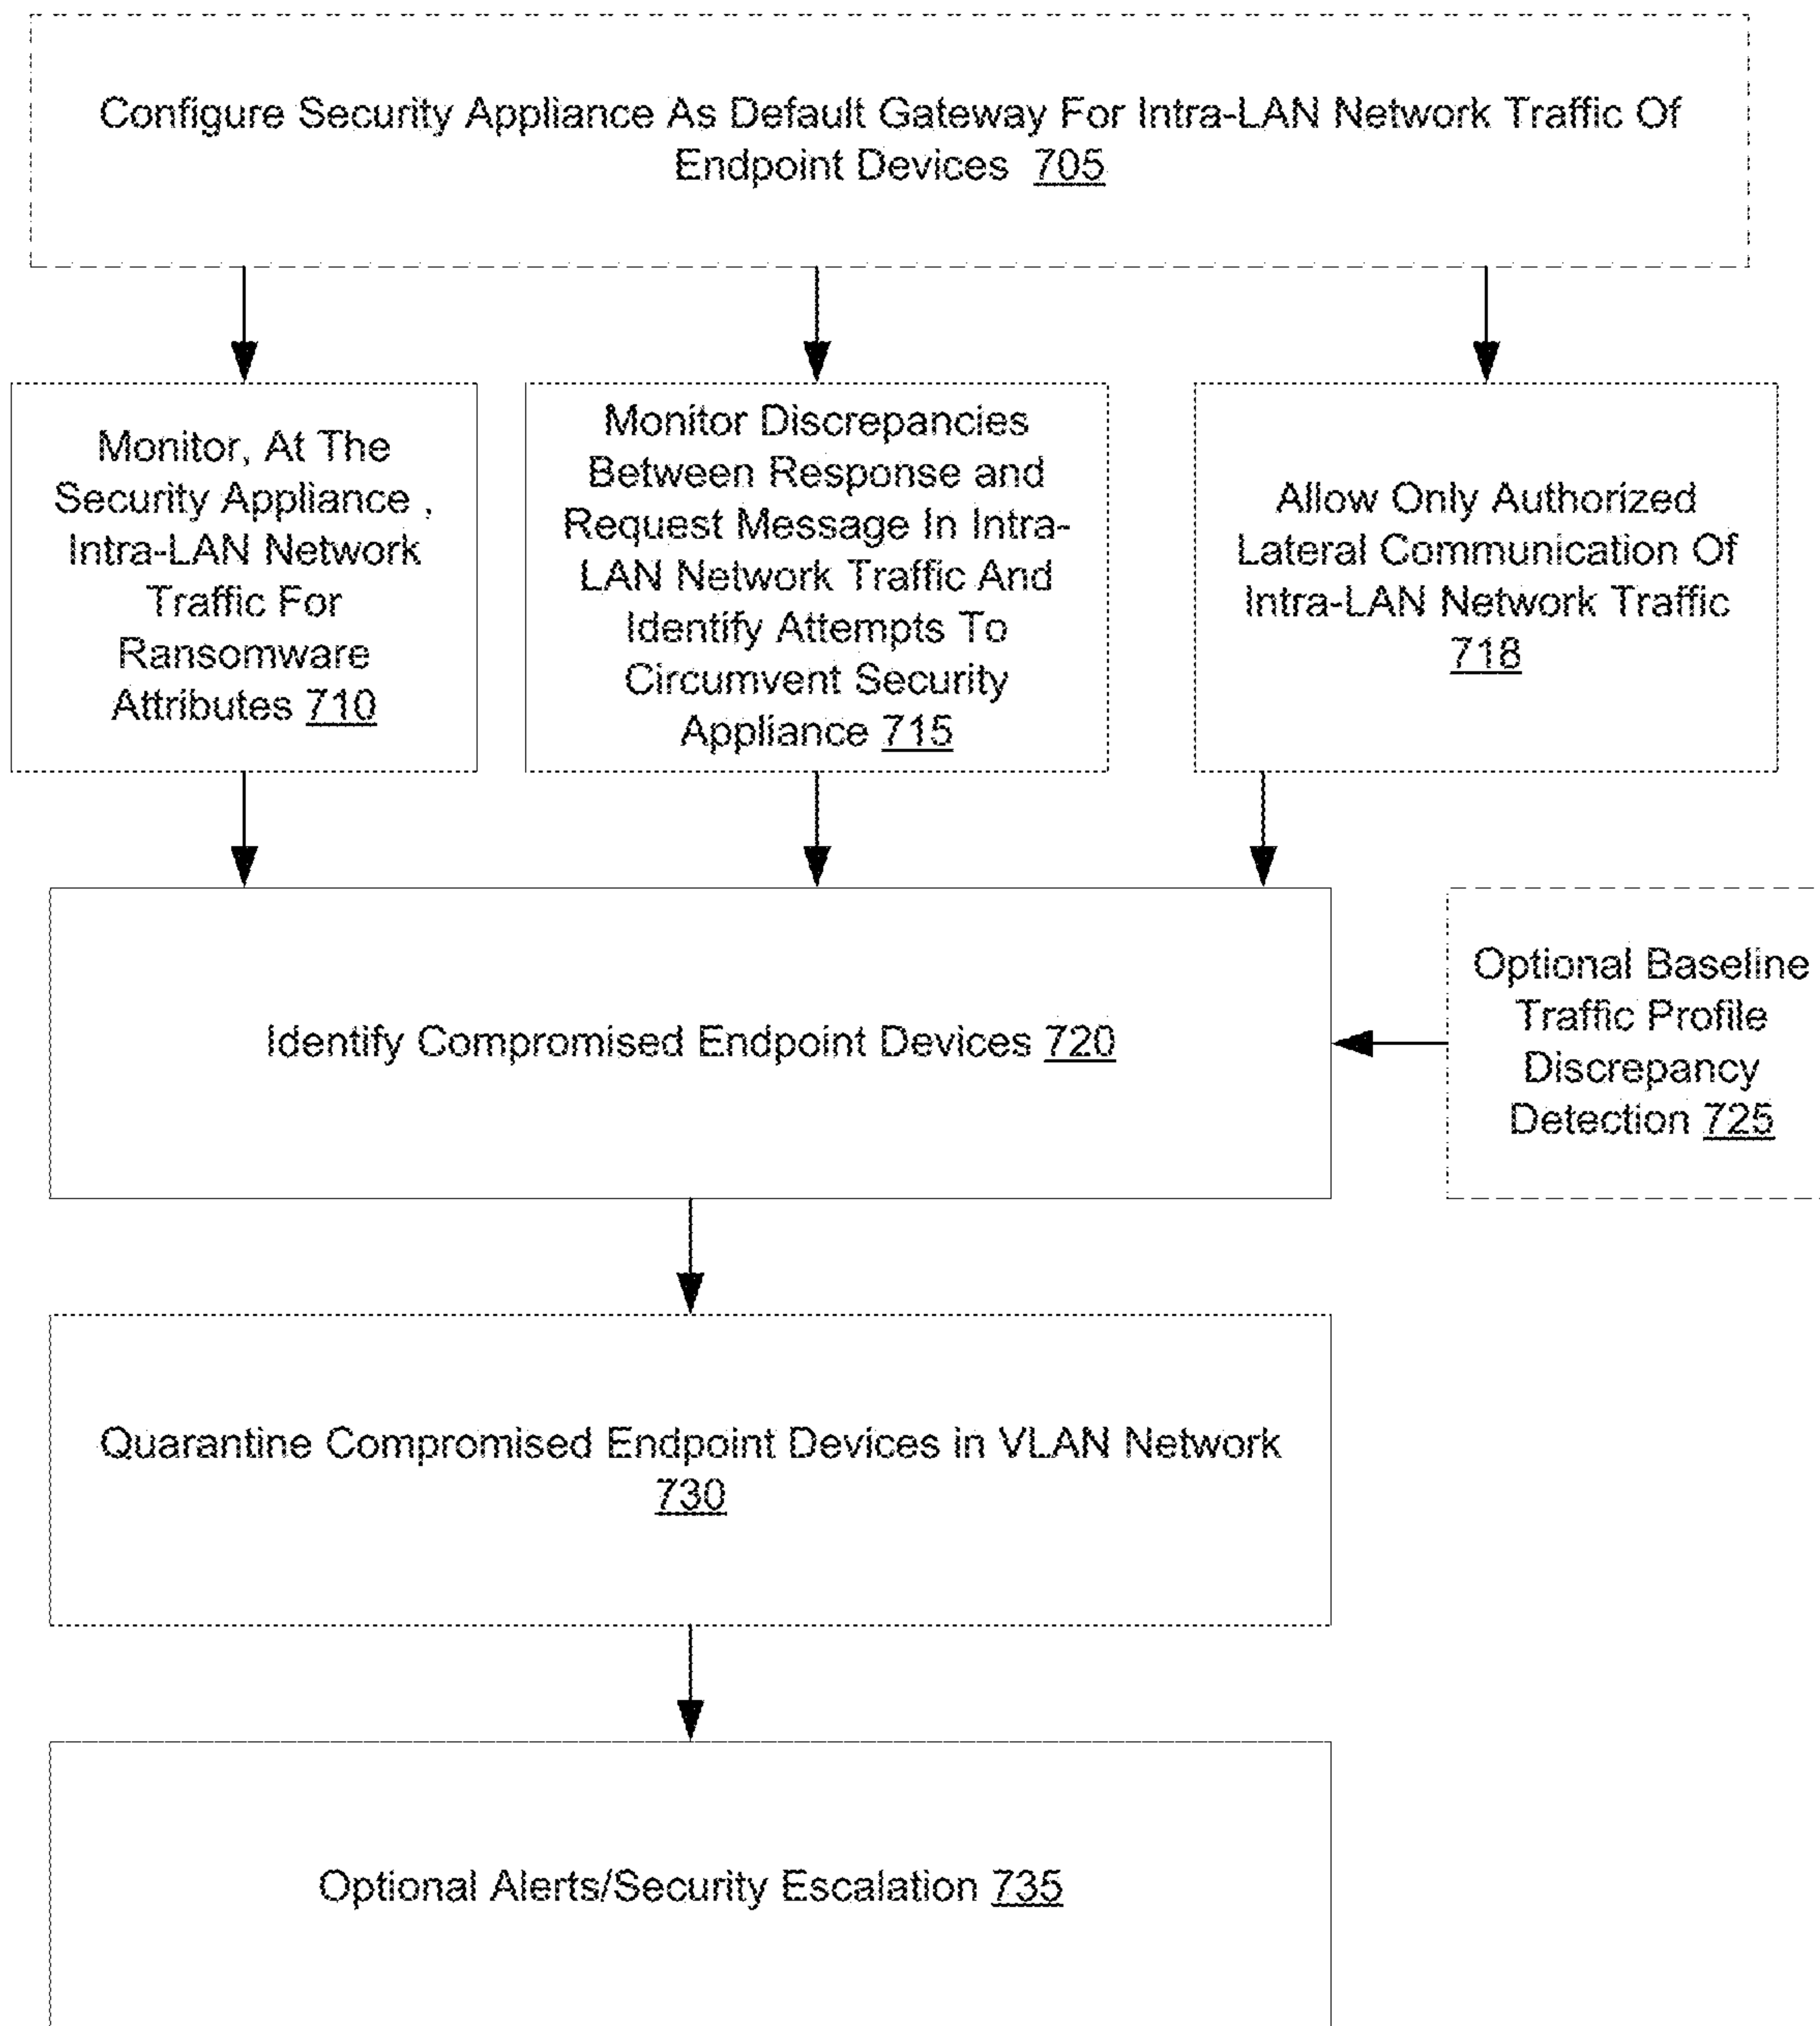 Configure Security Appliance As Default Gateway For Intra-LAN Network Traffic Of
Endpoint Devices 705
Monitor, At The
Security Appliance ,
Intra-LAN Network
Traffic For
Ransomware
Attributes 710
Monitor Discrepancies
Between Response and
Request Message In Intra-
LAN Network Traffic And
Identify Attempts To
Circumvent Security
Appliance 715
Allow Only Authorized
Lateral Communication Of
Intra-LAN Network Traffic
718
Identify Compromised Endpoint Devices 720
Optional Baseline
Traffic Profile
Discrepancy
Detection 725
Quarantine Compromised Endpoint Devices in VLAN Network
730
Optional Alerts/Security Escalation 735